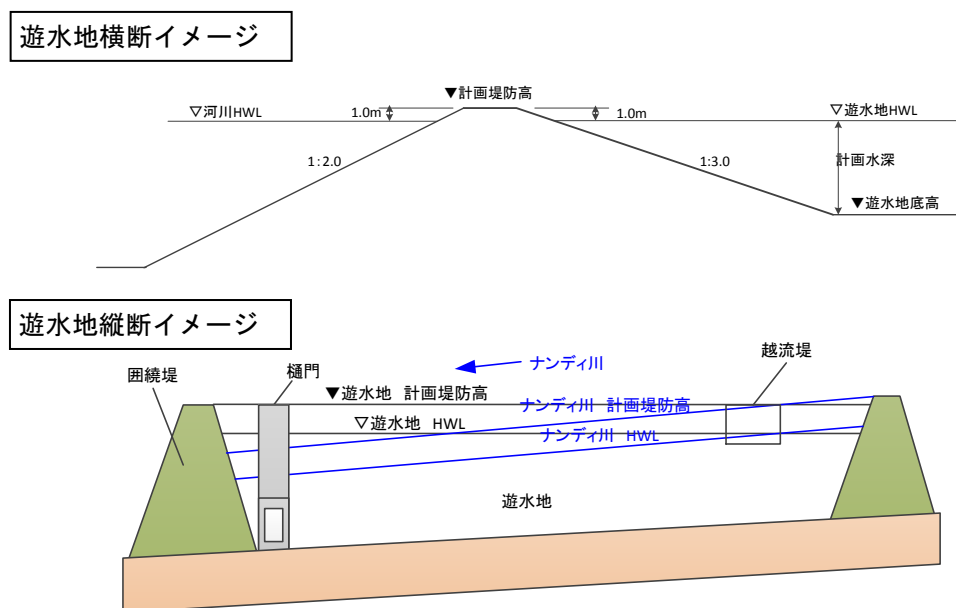 遊水地横断イメージ
▼計画堤防高
▽河川HWL
1.0m
1.0m
▽遊水地HWL
1:2.0
1:3.0
計画水深
▼遊水地底高
遊水地縦断イメージ
ナンディ川
越流堤
囲繞堤
樋門
▼遊水地 計画堤防高
ナンディ川 計画堤防高
▽遊水地 HWL
ナンディ川 HWL
遊水地